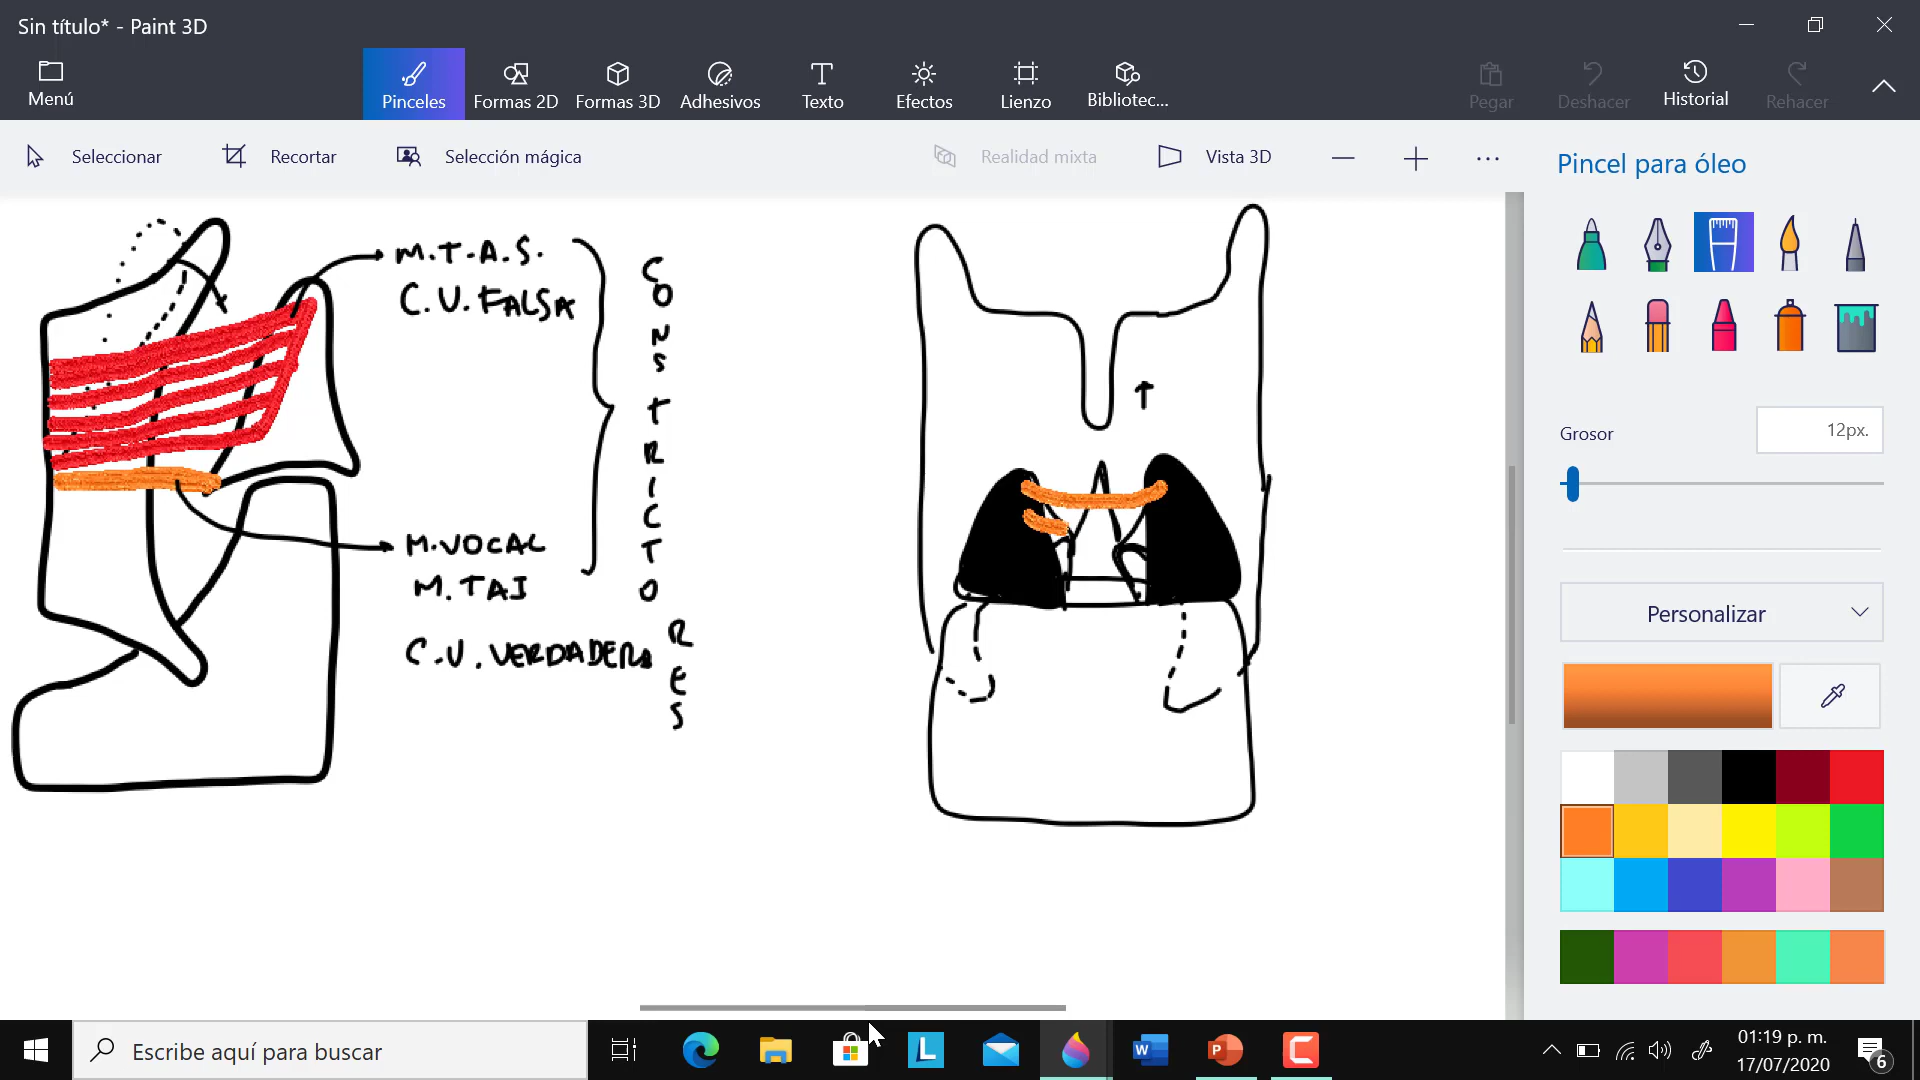 Sin título* - Paint 3D
Menú
Pinceles
Formas 2D
Formas 3D
Adhesivos
Texto
Efectos
Lienzo
Bibliotec...
Pegar
Deshacer
Historial
Rehacer
Seleccionar
Recortar
Selección mágica
Realidad mixta
Vista 3D
Pincel para óleo
Grosor
12px.
Personalizar
M.T.A.S.
C.U.FALSA
M.VOCAL
M.TAI
C.U.VERDADERA
CONSTRICTORES
Escribe aquí para buscar
01:19 p. m.
17/07/2020
6